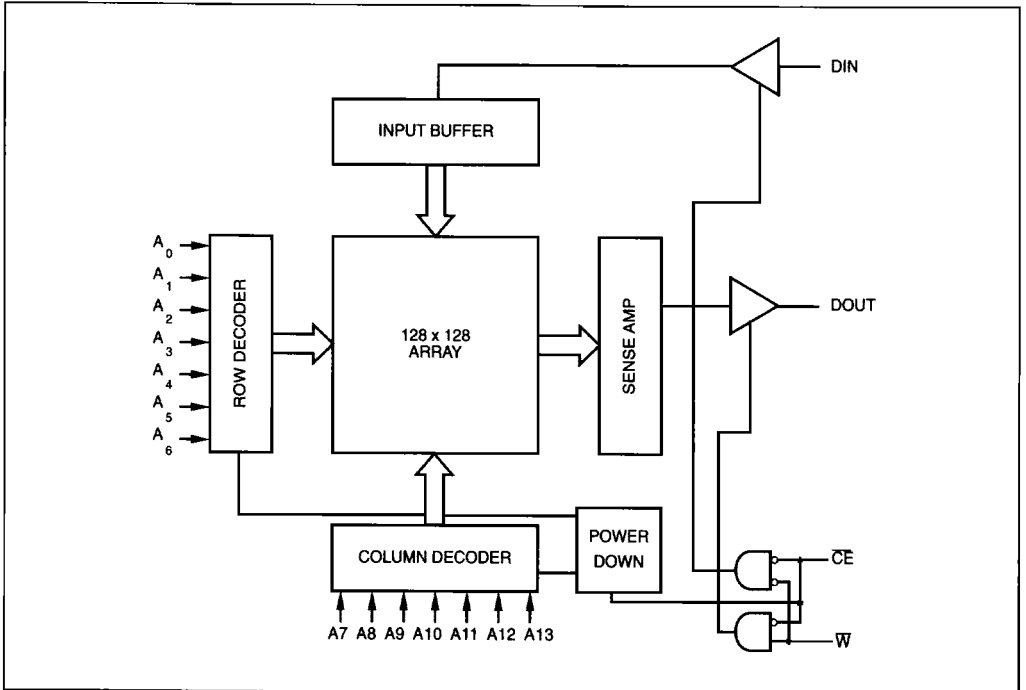 DIN
INPUT BUFFER
A0
A1
A2
A3
A4
A5
A6
ROW DECODER
128 x 128
ARRAY
SENSE AMP
DOUT
COLUMN DECODER
POWER
DOWN
C̅E̅
W̅
A7 A8 A9 A10 A11 A12 A13